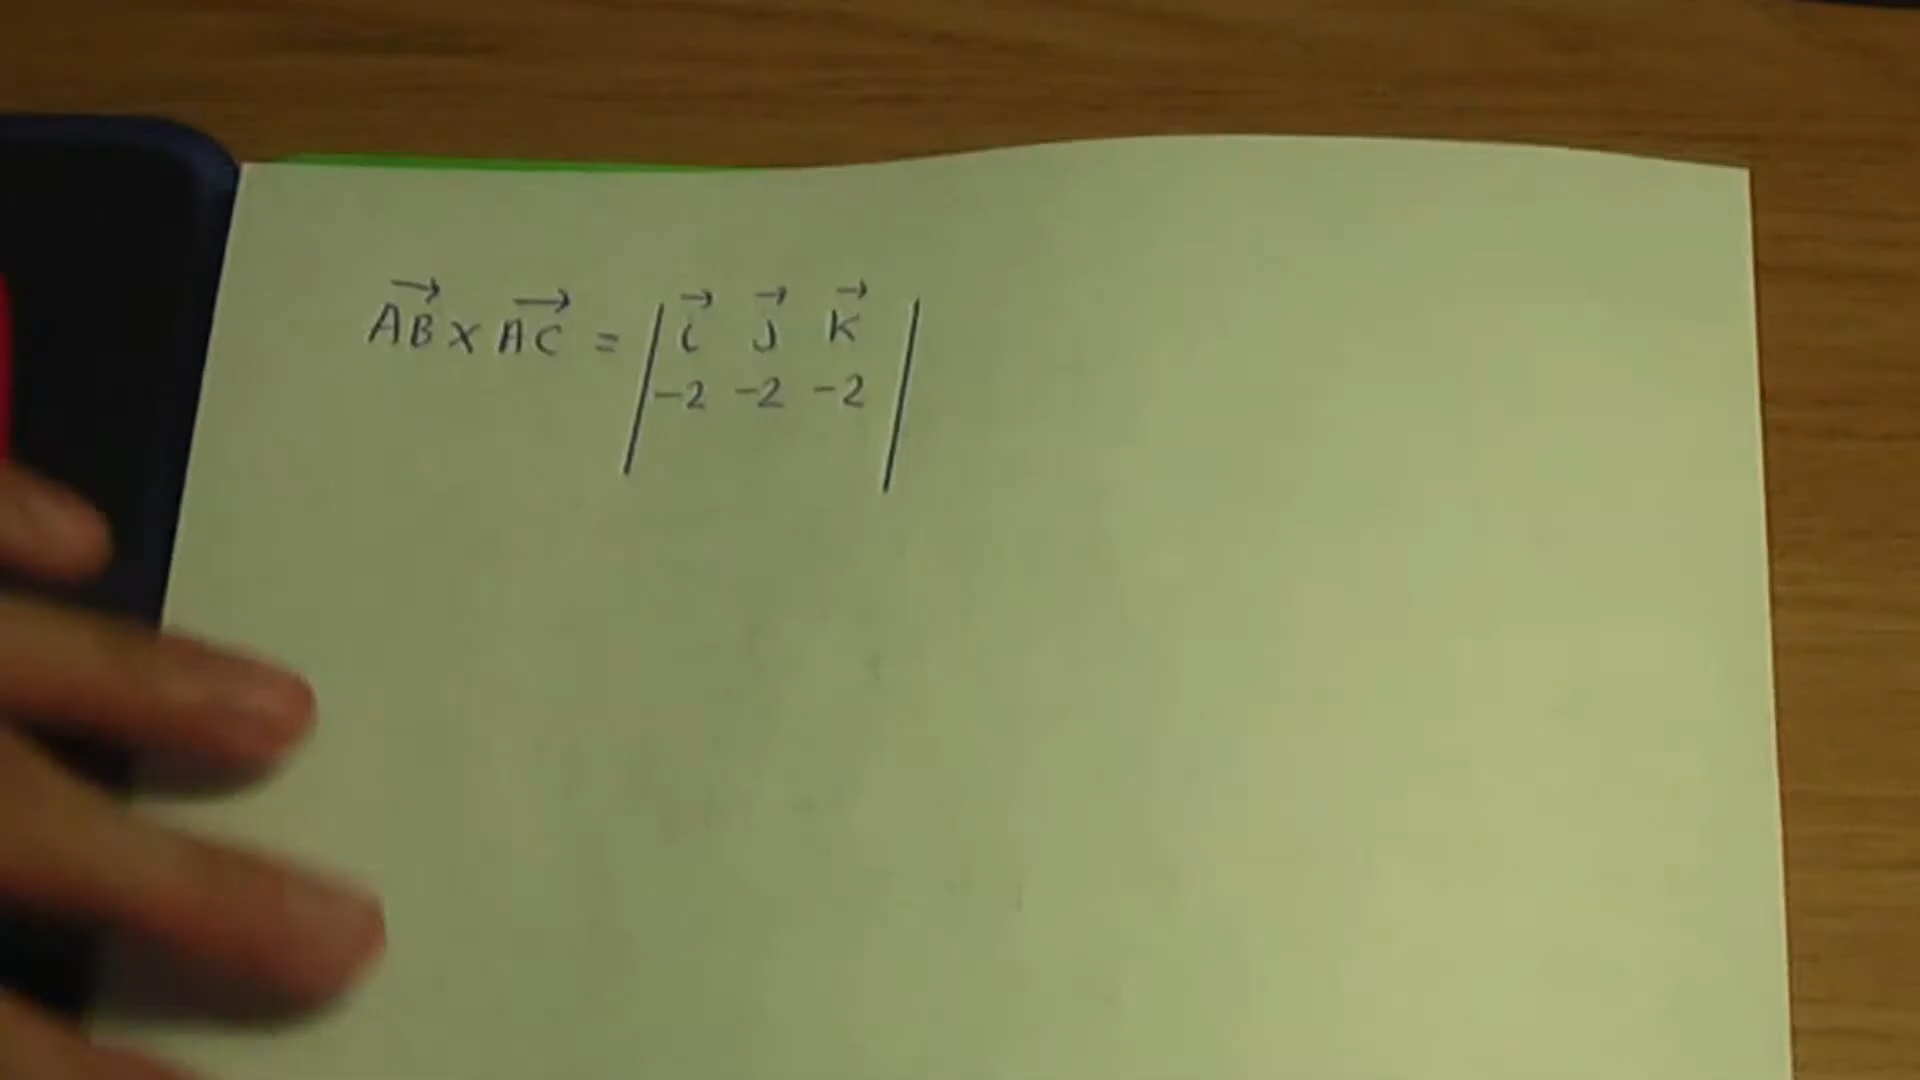 AB⃗ × AC⃗ = | i⃗ j⃗ k⃗ |
-2 -2 -2